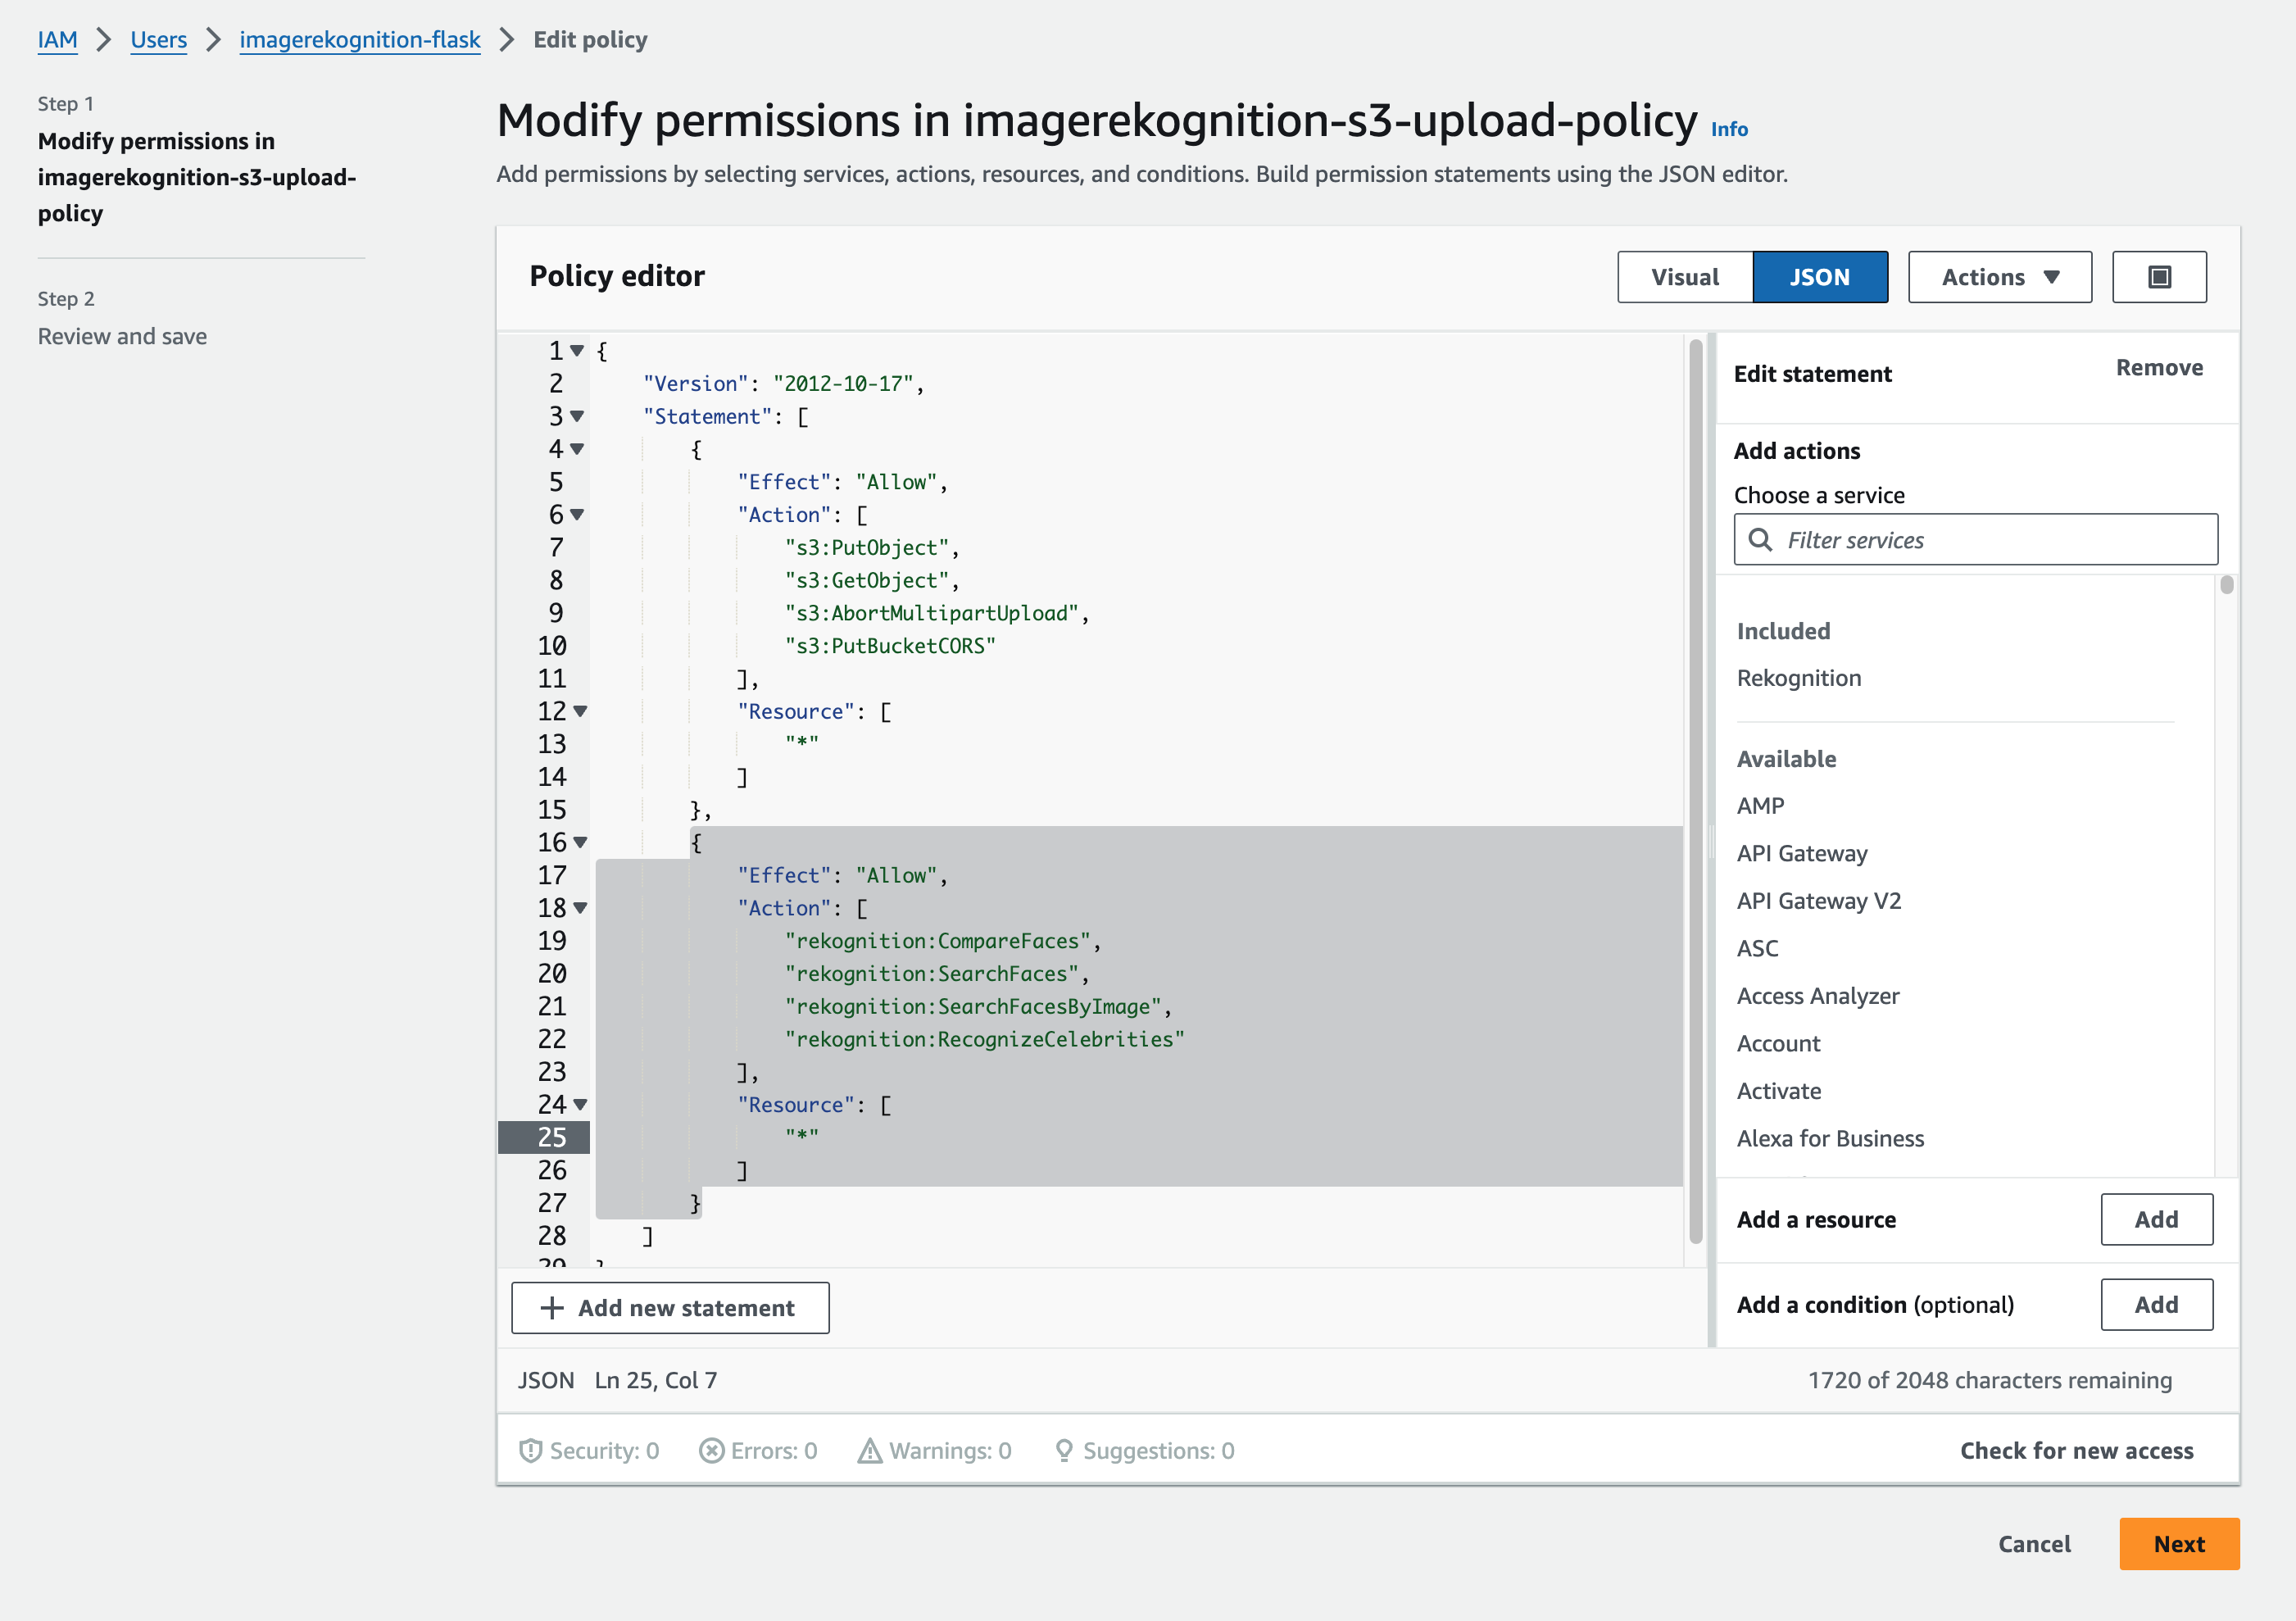 IAM > Users > imagerekognition-flask > Edit policy
Step 1
Modify permissions in
imagerekognition-s3-upload-
policy
Step 2
Review and save
Modify permissions in imagerekognition-s3-upload-policy Info
Add permissions by selecting services, actions, resources, and conditions. Build permission statements using the JSON editor.
Policy editor
Visual JSON Actions
1 {
2 "Version": "2012-10-17",
3 "Statement": [
4 {
5 "Effect": "Allow",
6 "Action": [
7 "s3:PutObject",
8 "s3:GetObject",
9 "s3:AbortMultipartUpload",
10 "s3:PutBucketCORS"
11 ],
12 "Resource": [
13 "*"
14 ]
15 },
16 {
17 "Effect": "Allow",
18 "Action": [
19 "rekognition:CompareFaces",
20 "rekognition:SearchFaces",
21 "rekognition:SearchFacesByImage",
22 "rekognition:RecognizeCelebrities"
23 ],
24 "Resource": [
25 "*"
26 ]
27 }
28 ]
29 }
Add new statement
Edit statement Remove
Add actions
Choose a service
Filter services
Included
Rekognition
Available
AMP
API Gateway
API Gateway V2
ASC
Access Analyzer
Account
Activate
Alexa for Business
Add a resource Add
Add a condition (optional) Add
JSON Ln 25, Col 7 1720 of 2048 characters remaining
Security: 0 Errors: 0 Warnings: 0 Suggestions: 0 Check for new access
Cancel Next